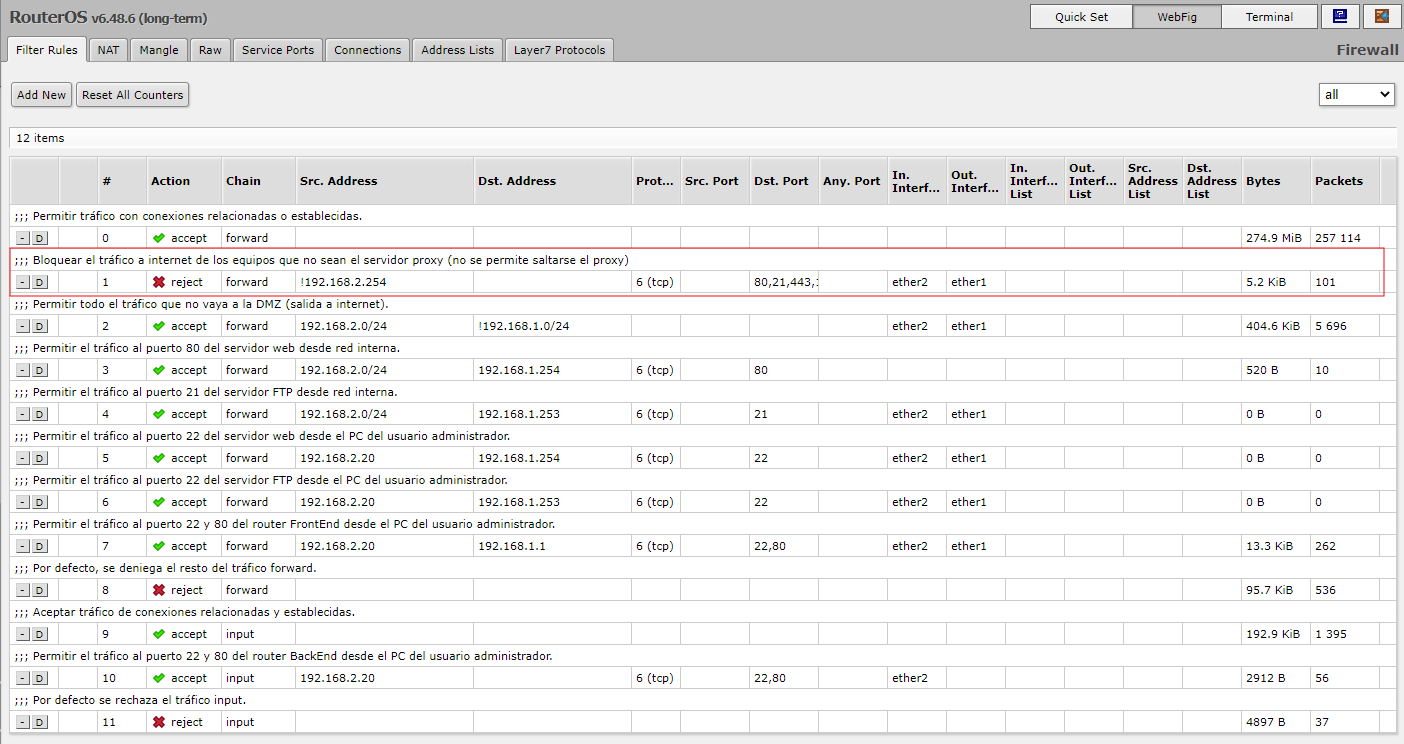 RouterOS v6.48.6 (long-term)
Quick Set WebFig Terminal
Filter Rules NAT Mangle Raw Service Ports Connections Address Lists Layer7 Protocols Firewall
Add New Reset All Counters all
12 items
# Action Chain Src. Address Dst. Address Prot... Src. Port Dst. Port Any. Port In. Interf... Out. Interf... In. Interf... List Out. Interf... List Src. Address List Dst. Address List Bytes Packets
;;; Permitir tráfico con conexiones relacionadas o establecidas.
- D 0 accept forward 274.9 MiB 257 114
;;; Bloquear el tráfico a internet de los equipos que no sean el servidor proxy (no se permite saltarse el proxy)
- D 1 reject forward !192.168.2.254 6 (tcp) 80,21,443, ether2 ether1 5.2 KiB 101
;;; Permitir todo el tráfico que no vaya a la DMZ (salida a internet).
- D 2 accept forward 192.168.2.0/24 !192.168.1.0/24 ether2 ether1 404.6 KiB 5 696
;;; Permitir el tráfico al puerto 80 del servidor web desde red interna.
- D 3 accept forward 192.168.2.0/24 192.168.1.254 6 (tcp) 80 ether2 ether1 520 B 10
;;; Permitir el tráfico al puerto 21 del servidor FTP desde red interna.
- D 4 accept forward 192.168.2.0/24 192.168.1.253 6 (tcp) 21 ether2 ether1 0 B 0
;;; Permitir el tráfico al puerto 22 del servidor web desde el PC del usuario administrador.
- D 5 accept forward 192.168.2.20 192.168.1.254 6 (tcp) 22 ether2 ether1 0 B 0
;;; Permitir el tráfico al puerto 22 del servidor FTP desde el PC del usuario administrador.
- D 6 accept forward 192.168.2.20 192.168.1.253 6 (tcp) 22 ether2 ether1 0 B 0
;;; Permitir el tráfico al puerto 22 y 80 del router FrontEnd desde el PC del usuario administrador.
- D 7 accept forward 192.168.2.20 192.168.1.1 6 (tcp) 22,80 ether2 ether1 13.3 KiB 262
;;; Por defecto, se deniega el resto del tráfico forward.
- D 8 reject forward 95.7 KiB 536
;;; Aceptar tráfico de conexiones relacionadas y establecidas.
- D 9 accept input 192.9 KiB 1 395
;;; Permitir el tráfico al puerto 22 y 80 del router BackEnd desde el PC del usuario administrador.
- D 10 accept input 192.168.2.20 6 (tcp) 22,80 ether2 2912 B 56
;;; Por defecto se rechaza el tráfico input.
- D 11 reject input 4897 B 37